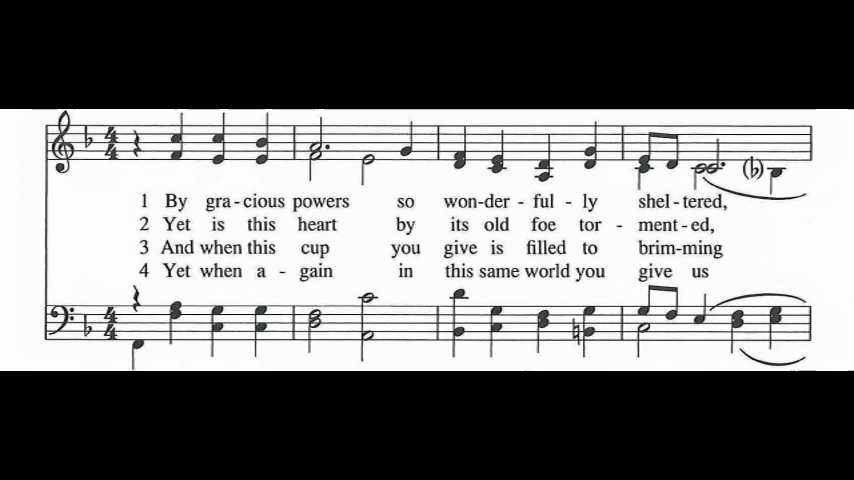 1 By gra-cious powers so won-der-ful-ly shel-tered,
2 Yet is this heart by its old foe tor-ment-ed,
3 And when this cup you give is filled to brim-ming
4 Yet when a-gain in this same world you give us